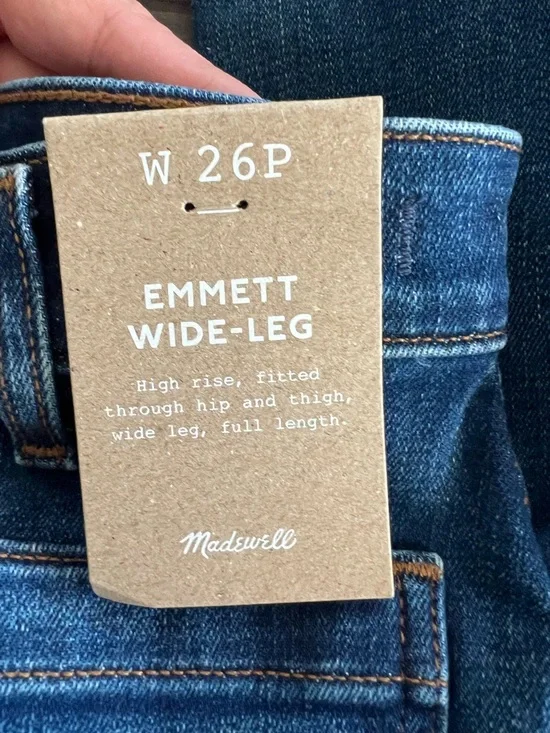 W 26P
EMMETT
WIDE-LEG
High rise, fitted
through hip and thigh,
wide leg, full length.
Madewell